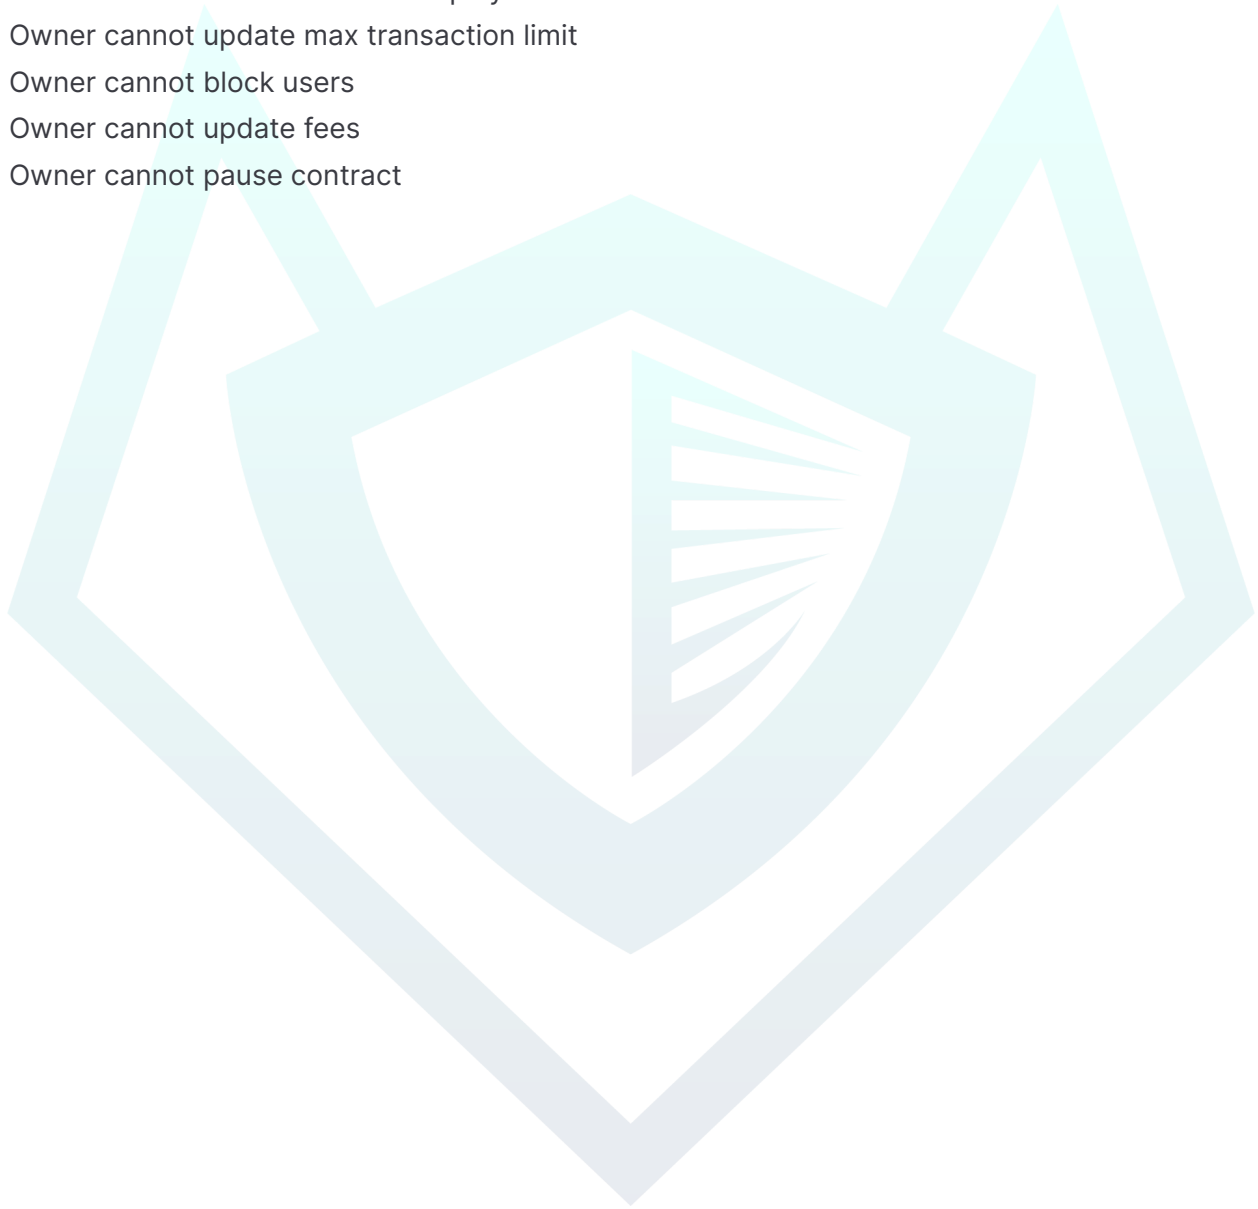 Owner cannot update max transaction limit
Owner cannot block users
Owner cannot update fees
Owner cannot pause contract